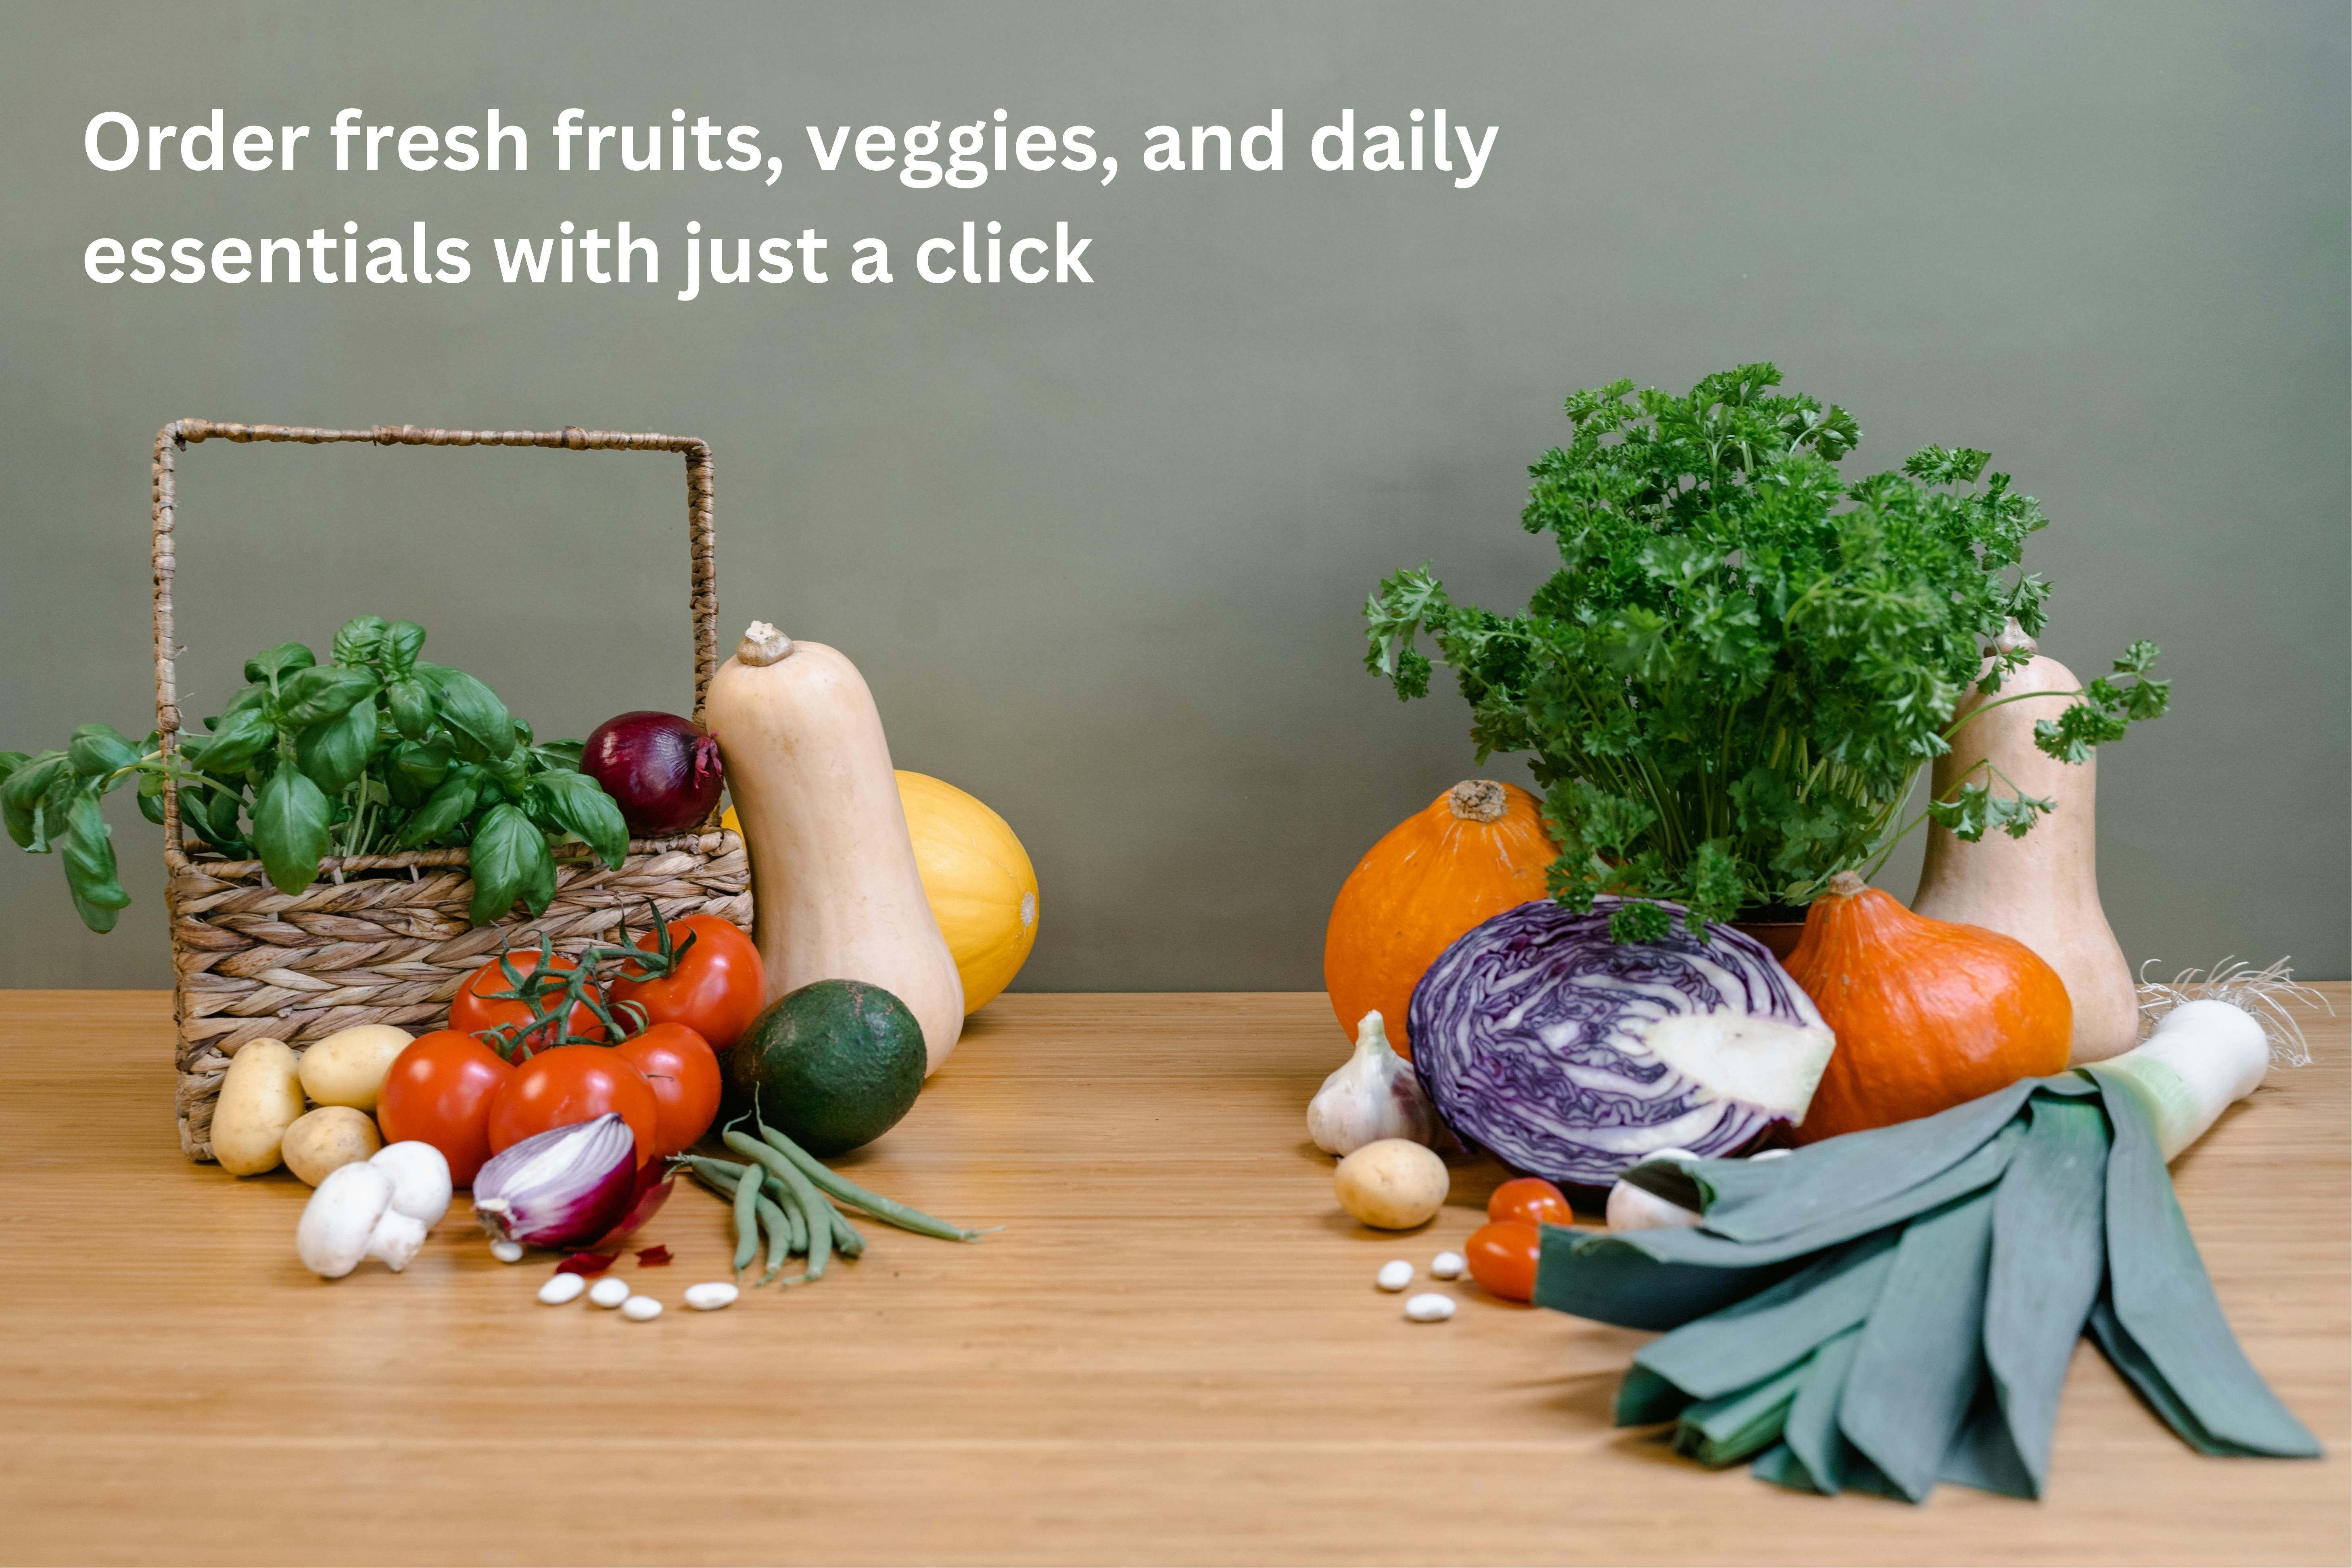 Order fresh fruits, veggies, and daily
essentials with just a click